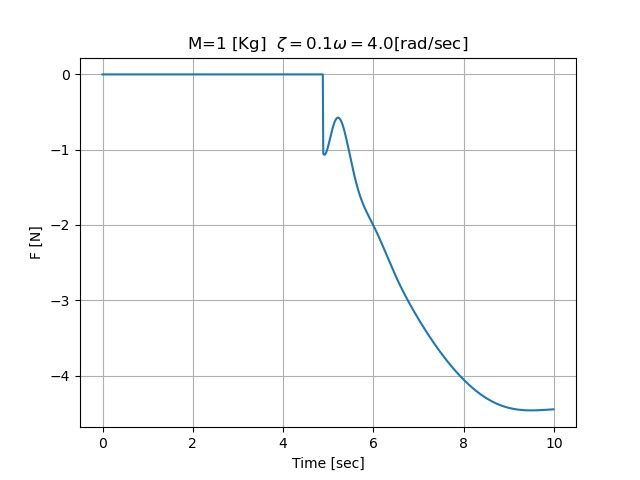 M=1 [Kg]  ζ = 0.1ω = 4.0[rad/sec]
0
−1
−2
−3
−4
F [N]
0 2 4 6 8 10
Time [sec]